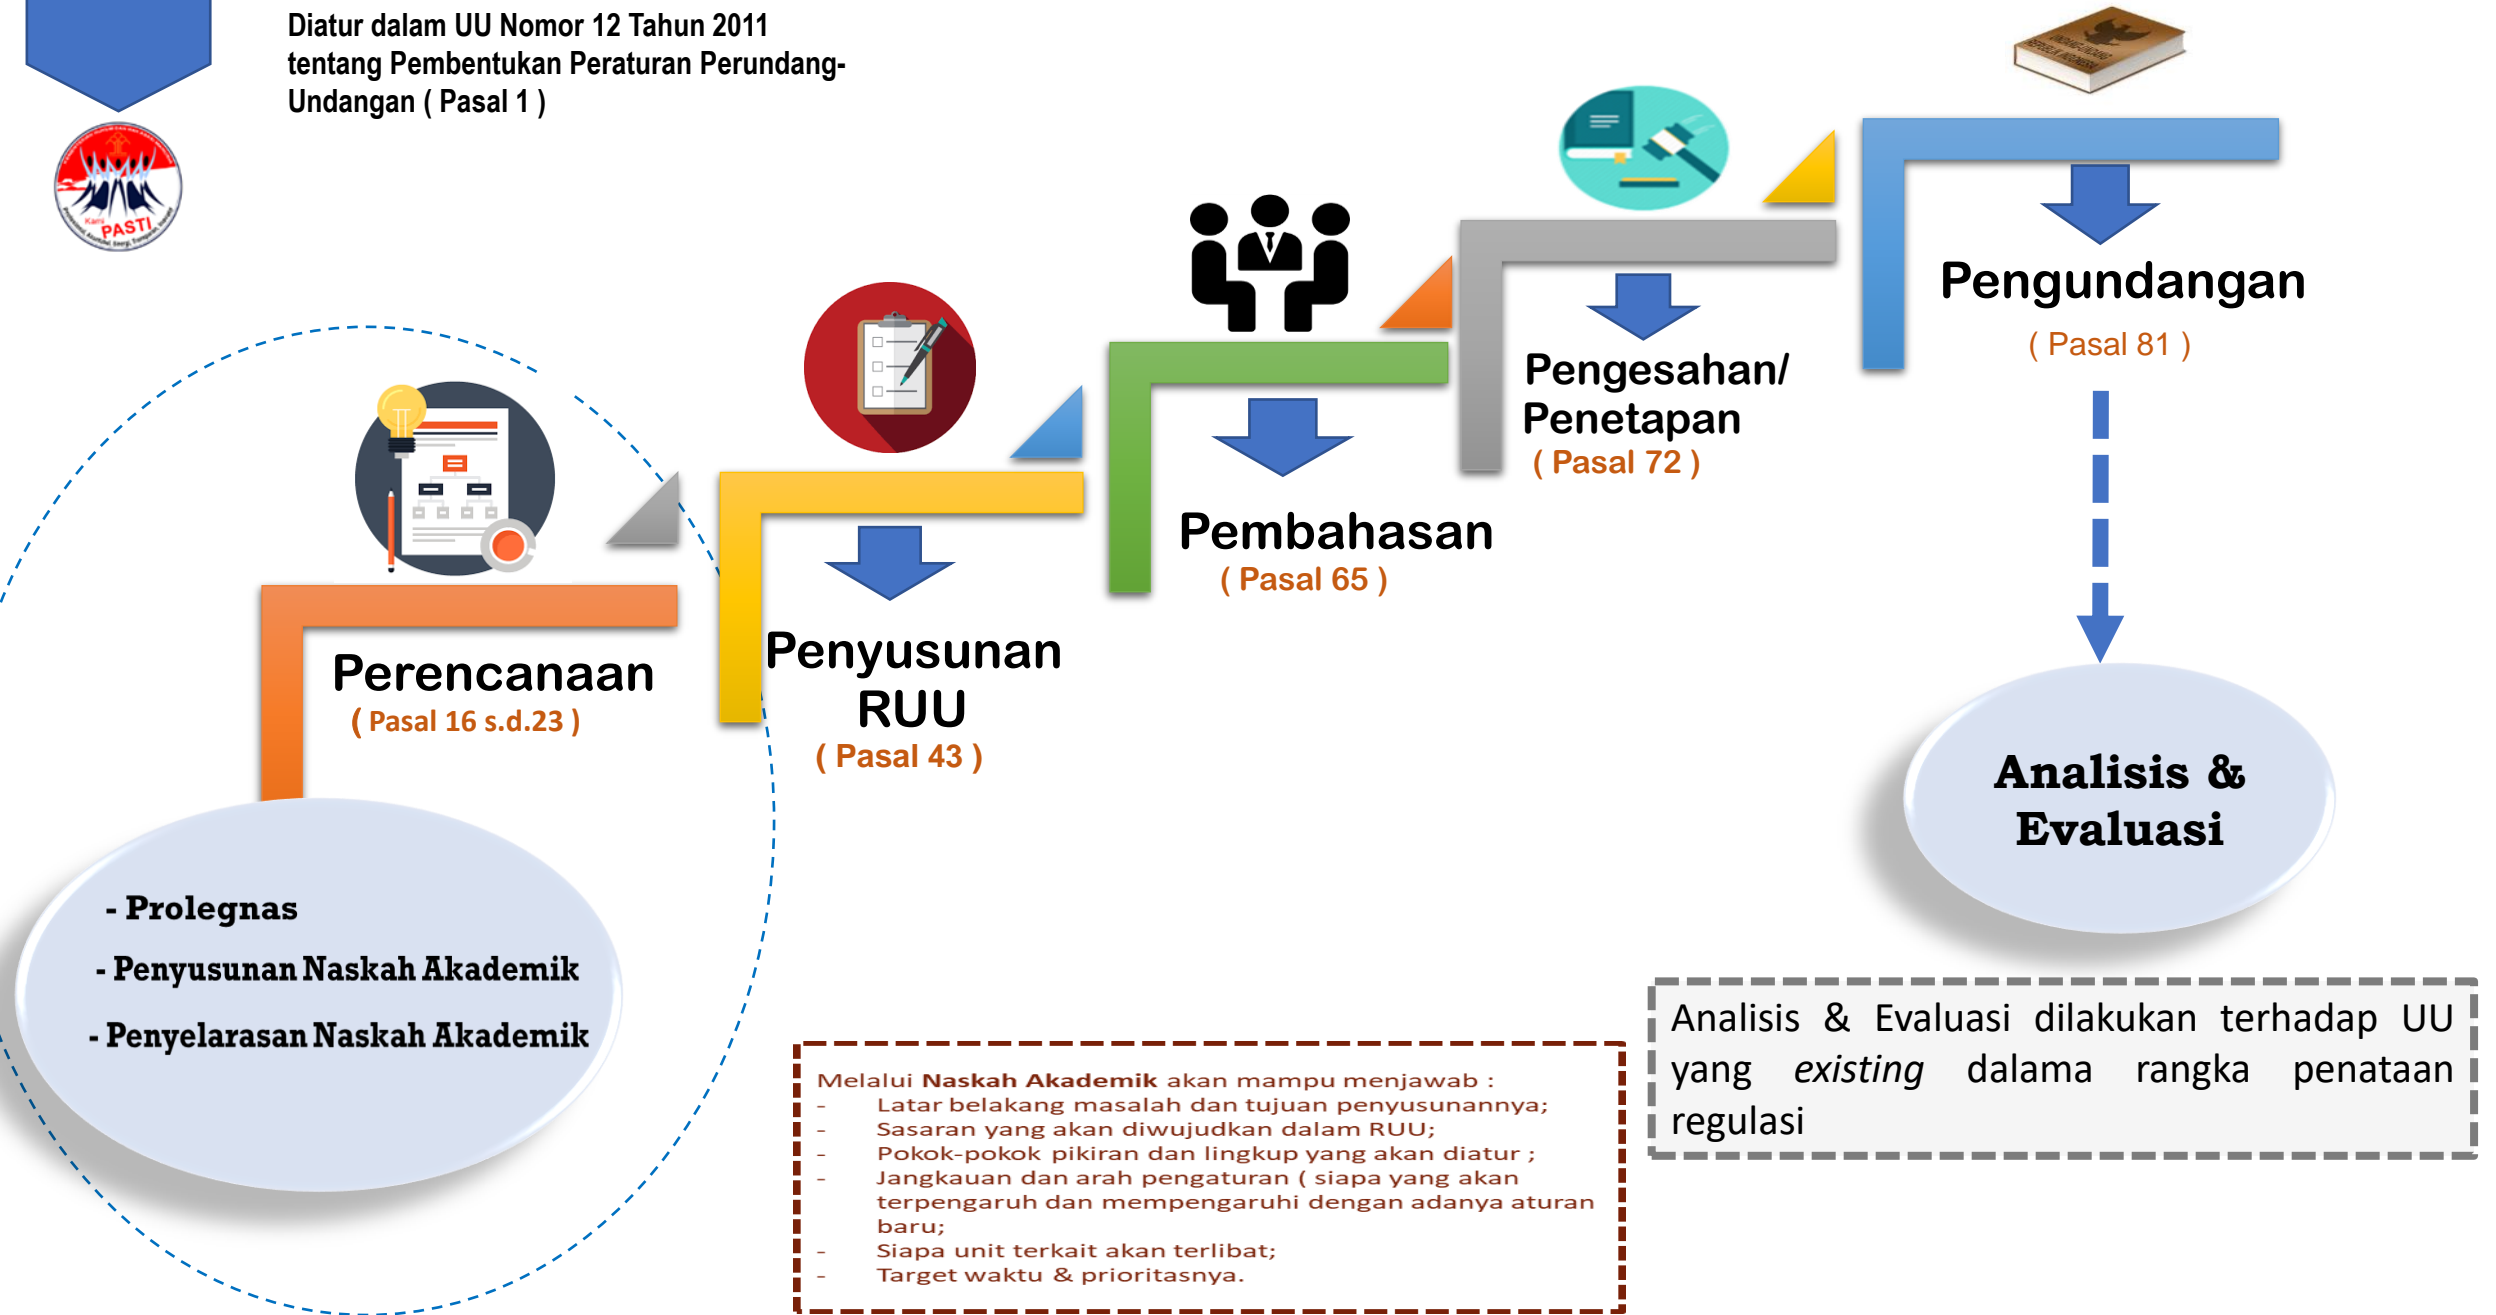 Diatur dalam UU Nomor 12 Tahun 2011
tentang Pembentukan Peraturan Perundang-
Undangan ( Pasal 1 )
Kami
PASTI
UNDANG-UNDANG
REPUBLIK INDONESIA
Perencanaan
( Pasal 16 s.d.23 )
- Prolegnas
- Penyusunan Naskah Akademik
- Penyelarasan Naskah Akademik
Penyusunan
RUU
( Pasal 43 )
Pembahasan
( Pasal 65 )
Pengesahan/
Penetapan
( Pasal 72 )
Pengundangan
( Pasal 81 )
Analisis &
Evaluasi
Melalui Naskah Akademik akan mampu menjawab :
- Latar belakang masalah dan tujuan penyusunannya;
- Sasaran yang akan diwujudkan dalam RUU;
- Pokok-pokok pikiran dan lingkup yang akan diatur ;
- Jangkauan dan arah pengaturan ( siapa yang akan
terpengaruh dan mempengaruhi dengan adanya aturan
baru;
- Siapa unit terkait akan terlibat;
- Target waktu & prioritasnya.
Analisis & Evaluasi dilakukan terhadap UU
yang existing dalama rangka penataan
regulasi